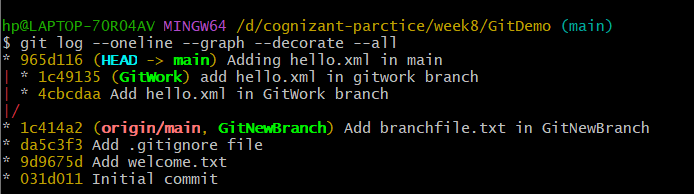 hp@LAPTOP-7OR04AV MINGW64 /d/cognizant-parctice/week8/GitDemo (main)
$ git log --oneline --graph --decorate --all
* 965d116 (HEAD -> main) Adding hello.xml in main
| * 1c49135 (GitWork) add hello.xml in gitwork branch
| * 4cbcdaa Add hello.xml in GitWork branch
|/
* 1c414a2 (origin/main, GitNewBranch) Add branchfile.txt in GitNewBranch
* da5c3f3 Add .gitignore file
* 9d9675d Add welcome.txt
* 031d011 Initial commit